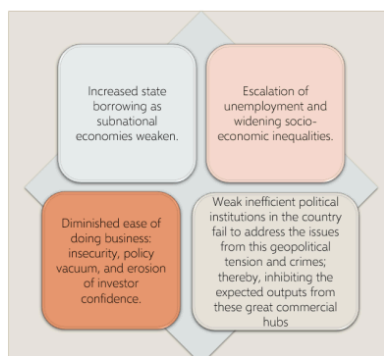 Increased state
borrowing as
subnational
economies weaken.
Escalation of
unemployment and
widening socio-
economic inequalities.
Diminished ease of
doing business:
insecurity, policy
vacuum, and erosion
of investor
confidence.
Weak inefficient political
institutions in the country
fail to address the issues
from this geopolitical
tension and crimes;
thereby, inhibiting the
expected outputs from
these great commercial
hubs